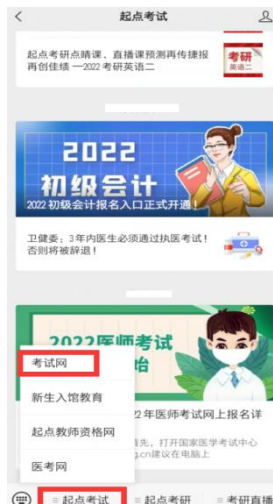 起点考试
起点考研点睛课、直播课预测再传捷报
再创佳绩 —2022 考研英语二
考研
英语二
2022
初级会计
2022 初级会计报名入口正式开通!
卫健委:3年内医生必须通过执医考试!
否则将被辞退!
2022医师考试
始
考试网
新生入馆教育
22年医师考试网上报名详
起点教师资格网
首先,打开国家医学考试中心
g.cn建议在电脑上
医考网
起点考试
起点考研
考研直播